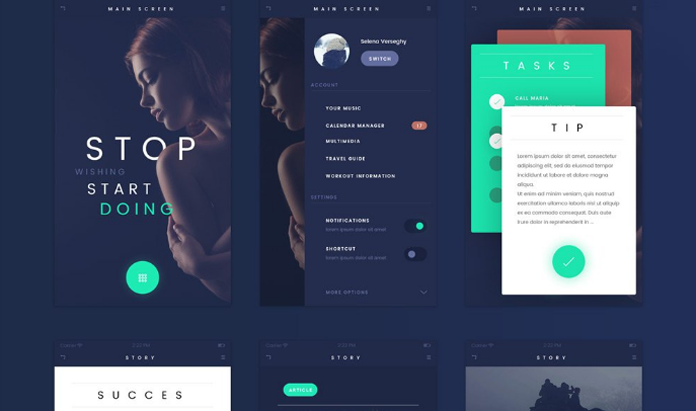 MAIN SCREEN
STOP
WISHING
START
DOING
MAIN SCREEN
Selena Verseghy
SWITCH
ACCOUNT
YOUR MUSIC
CALENDAR MANAGER
17
MULTIMEDIA
TRAVEL GUIDE
WORKOUT INFORMATION
SETTINGS
NOTIFICATIONS
lorem ipsum dolor sit amet
SHORTCUT
lorem ipsum dolor sit amet
MORE OPTIONS
MAIN SCREEN
TASKS
CALL MARIA
TIP
Lorem ipsum dolor sit amet, consectetur
adipiscing elit, sed do eiusmod tempor
incididunt ut labore et dolore magna
aliqua.
Ut enim ad minim veniam, quis nostrud
exercitation ullamco laboris nisi ut aliquip
ex ea commodo consequat. Duis aute
irure dolor in reprehenderit in ...
STORY
SUCCES
STORY
ARTICLE
STORY